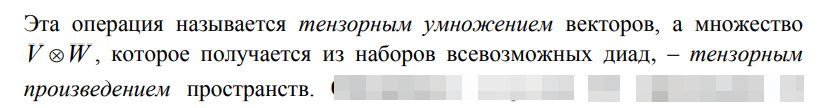 Эта операция называется тензорным умножением векторов, а множество
V ⊗ W, которое получается из наборов всевозможных диад, – тензорным
произведением пространств.